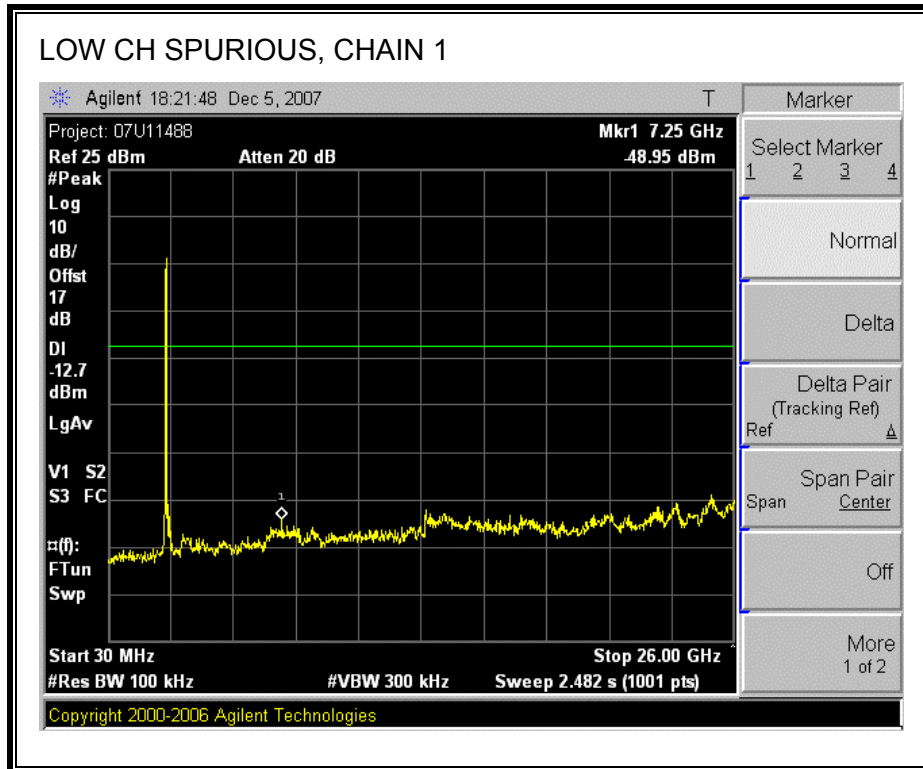 LOW CH SPURIOUS, CHAIN 1
Agilent 18:21:48 Dec 5, 2007 T
Project: 07U11488 Mkr1 7.25 GHz
Ref 25 dBm Atten 20 dB -48.95 dBm
#Peak
Log
10
dB/
Offst
17
dB
DI
-12.7
dBm
LgAv
V1 S2
S3 FC
¤(f):
FTun
Swp
1
Start 30 MHz Stop 26.00 GHz ^
#Res BW 100 kHz #VBW 300 kHz Sweep 2.482 s (1001 pts)
Copyright 2000-2006 Agilent Technologies
Marker
Select Marker
1 2 3 4
Normal
Delta
Delta Pair
(Tracking Ref)
Ref Δ
Span Pair
Span Center
Off
More
1 of 2